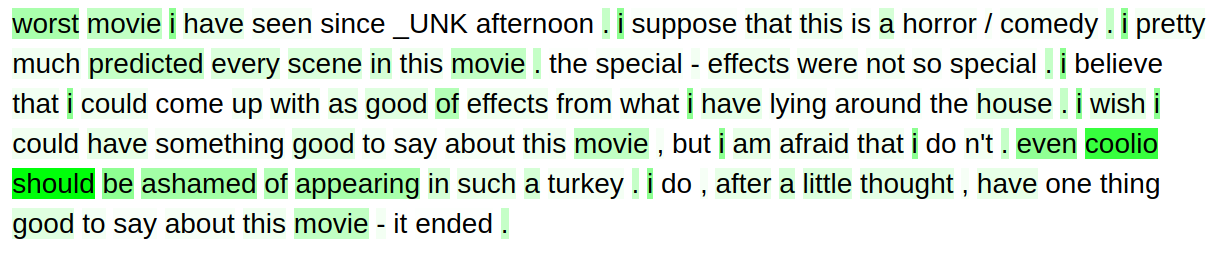 worst movie i have seen since _UNK afternoon . i suppose that this is a horror / comedy . i pretty
much predicted every scene in this movie . the special - effects were not so special . i believe
that i could come up with as good of effects from what i have lying around the house . i wish i
could have something good to say about this movie , but i am afraid that i do n't . even coolio
should be ashamed of appearing in such a turkey . i do , after a little thought , have one thing
good to say about this movie - it ended .